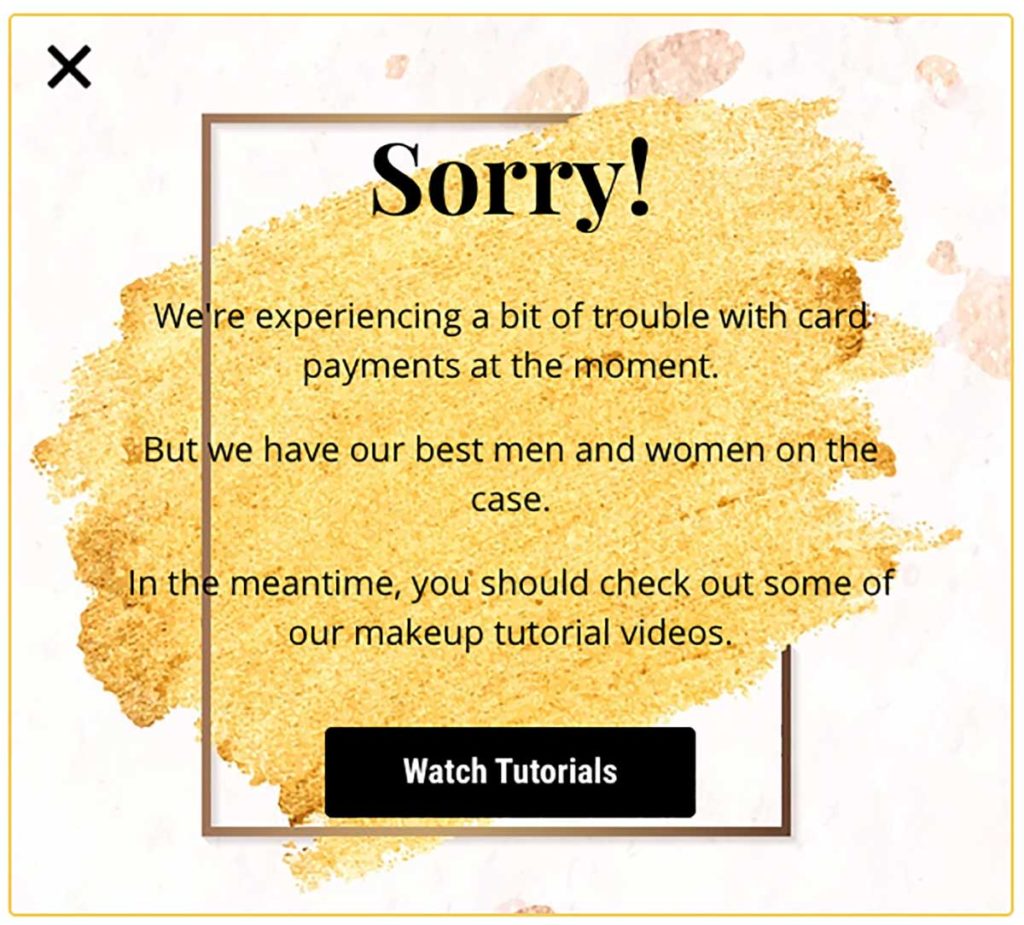 Sorry!
We're experiencing a bit of trouble with card
payments at the moment.
But we have our best men and women on the
case.
In the meantime, you should check out some of
our makeup tutorial videos.
Watch Tutorials